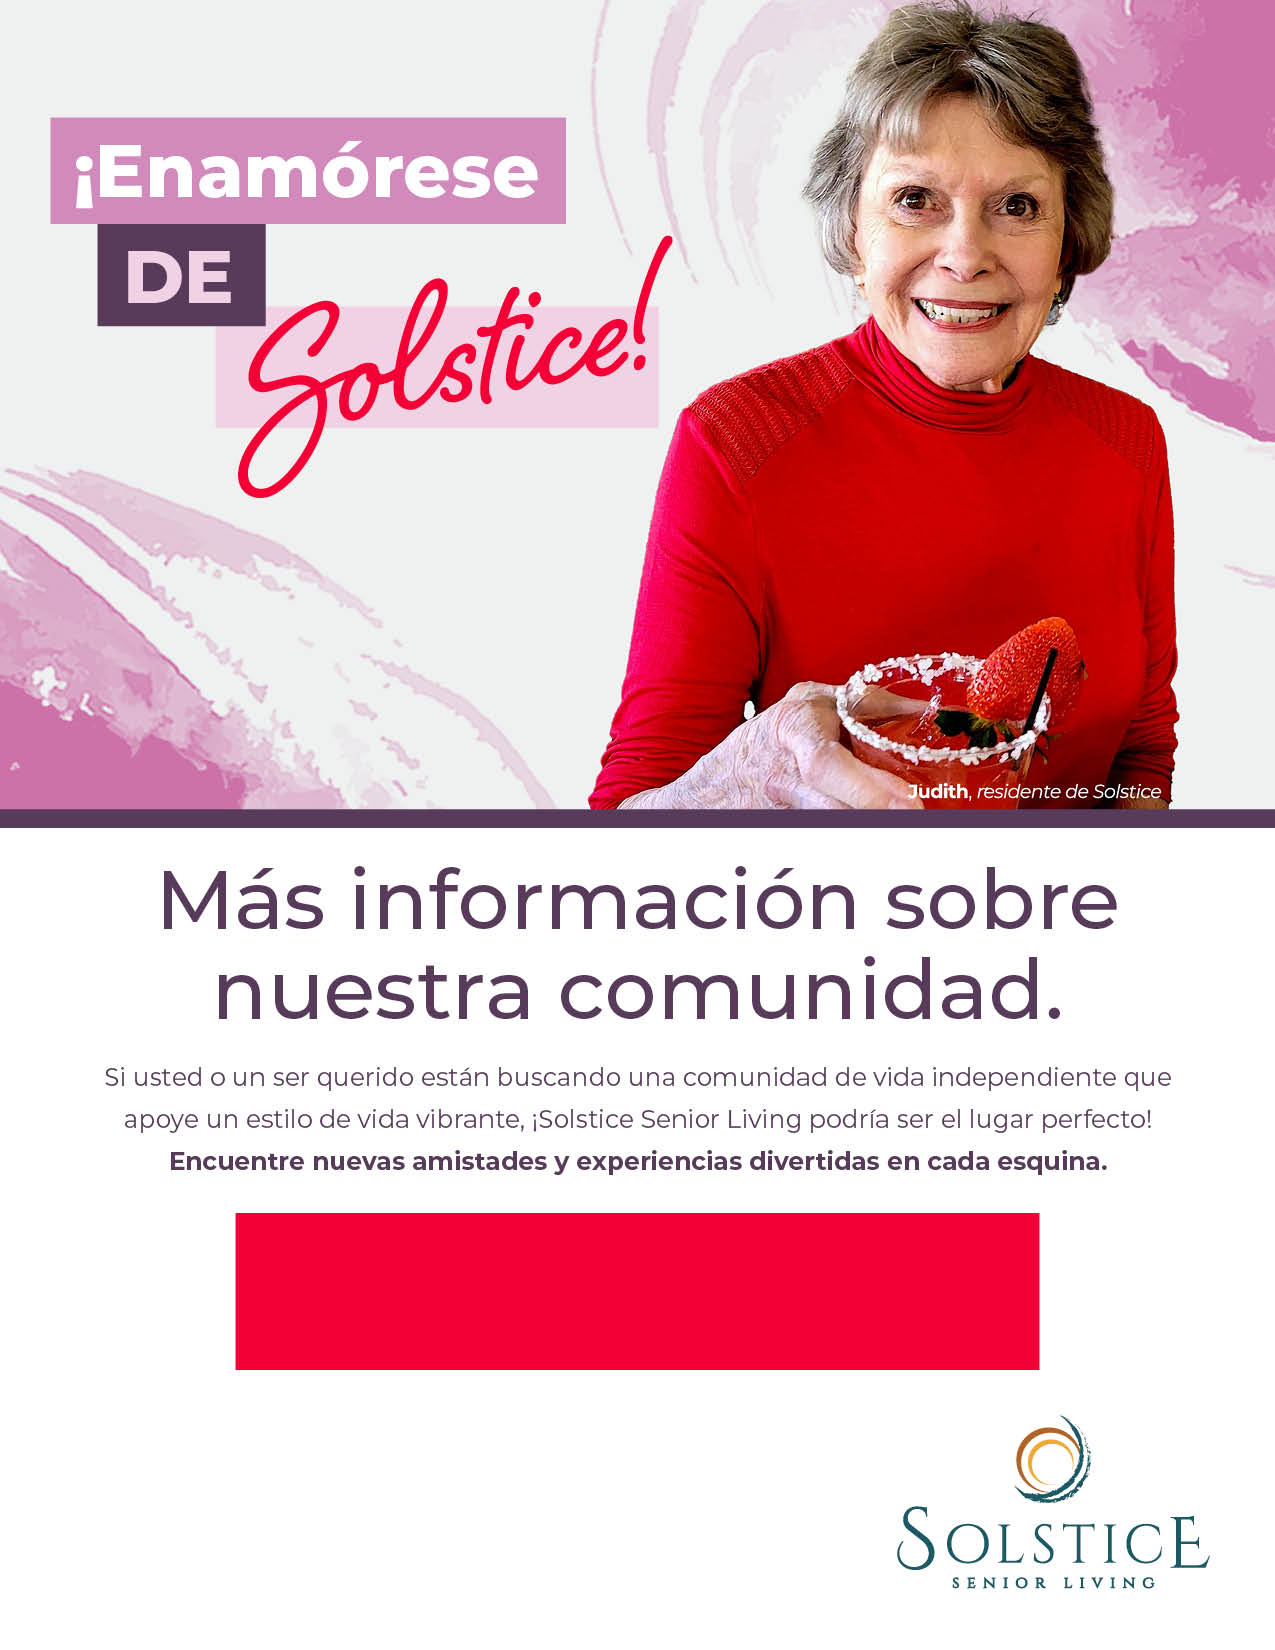 ¡Enamórese
DE
Solstice!
Judith, residente de Solstice
Más información sobre
nuestra comunidad.
Si usted o un ser querido están buscando una comunidad de vida independiente que
apoye un estilo de vida vibrante, ¡Solstice Senior Living podría ser el lugar perfecto!
Encuentre nuevas amistades y experiencias divertidas en cada esquina.
SOLSTICE
SENIOR LIVING